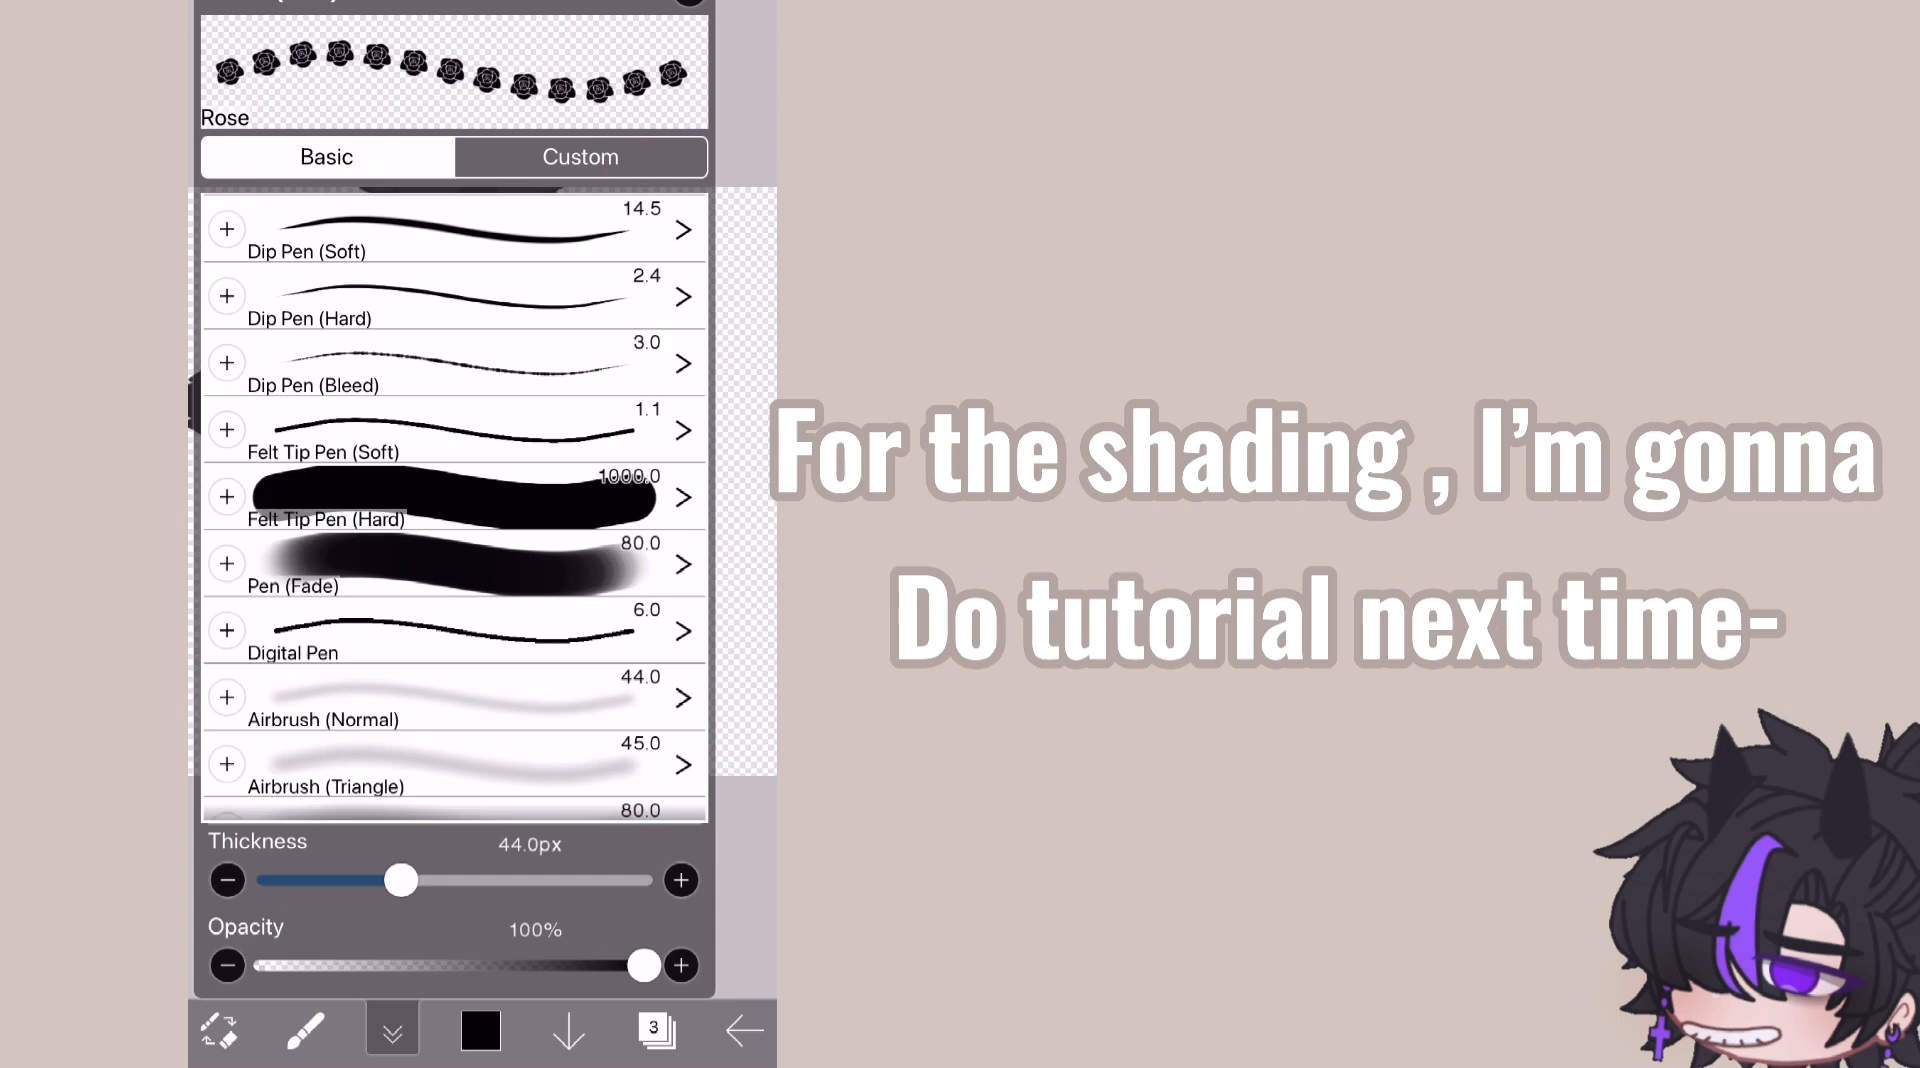 Rose
Basic
Custom
14.5
Dip Pen (Soft)
2.4
Dip Pen (Hard)
3.0
Dip Pen (Bleed)
1.1
Felt Tip Pen (Soft)
1000.0
Felt Tip Pen (Hard)
80.0
Pen (Fade)
6.0
Digital Pen
44.0
Airbrush (Normal)
45.0
Airbrush (Triangle)
80.0
Thickness
44.0px
Opacity
100%
3
For the shading , I’m gonna
Do tutorial next time-